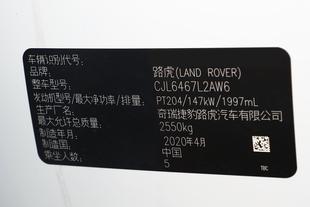 车辆识别代号:
品牌: 路虎(LAND ROVER)
整车型号: CJL6467L2AW6
发动机型号/最大净功率/排量: PT204/147kW/1997mL
生产厂名: 奇瑞捷豹路虎汽车有限公司
最大允许总质量: 2550kg
制造年月: 2020年4月
制造国: 中国
乘坐人数: 5
TBC